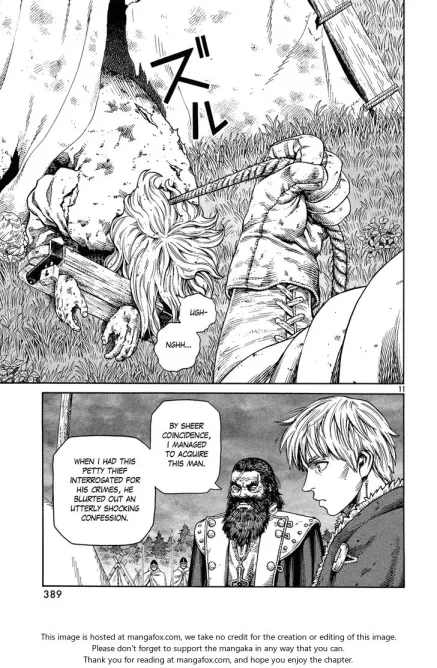 ズル
UGH-
NGHH...
11
BY SHEER
COINCIDENCE,
I MANAGED
TO ACQUIRE
THIS MAN.
WHEN I HAD THIS
PETTY THIEF
INTERROGATED FOR
HIS CRIMES, HE
BLURTED OUT AN
UTTERLY SHOCKING
CONFESSION.
389
This image is hosted at mangafox.com, we take no credit for the creation or editing of this image.
Please don't forget to support the mangaka in any way that you can.
Thank you for reading at mangafox.com, and hope you enjoy the chapter.